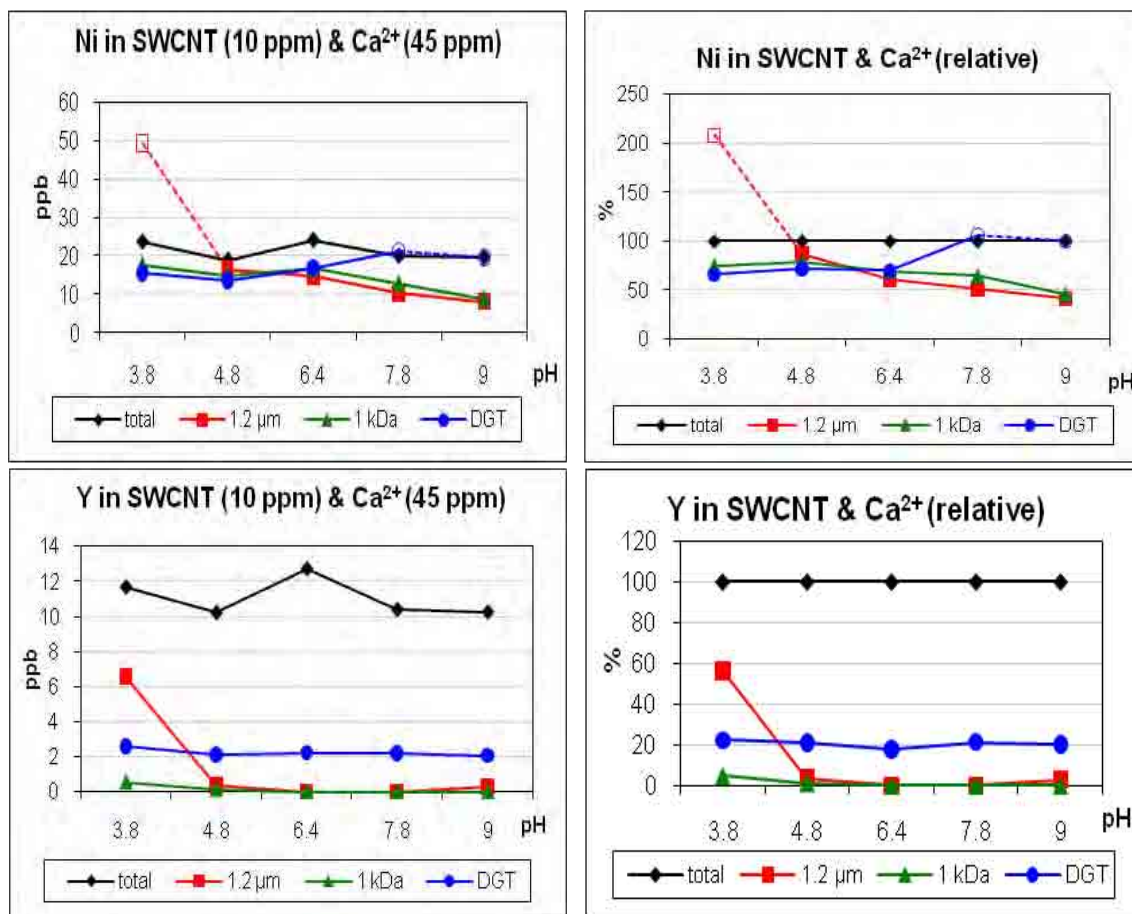 Ni in SWCNT (10 ppm) & Ca²⁺ (45 ppm)
60
50
40
30
20
10
0
ppb
3.8 4.8 6.4 7.8 9 pH
total 1.2 µm 1 kDa DGT
Ni in SWCNT & Ca²⁺ (relative)
250
200
150
100
50
0
%
3.8 4.8 6.4 7.8 9 pH
total 1.2 µm 1 kDa DGT
Y in SWCNT (10 ppm) & Ca²⁺ (45 ppm)
14
12
10
8
6
4
2
0
ppb
3.8 4.8 6.4 7.8 9 pH
total 1.2 µm 1 kDa DGT
Y in SWCNT & Ca²⁺ (relative)
120
100
80
60
40
20
0
%
3.8 4.8 6.4 7.8 9 pH
total 1.2 µm 1 kDa DGT